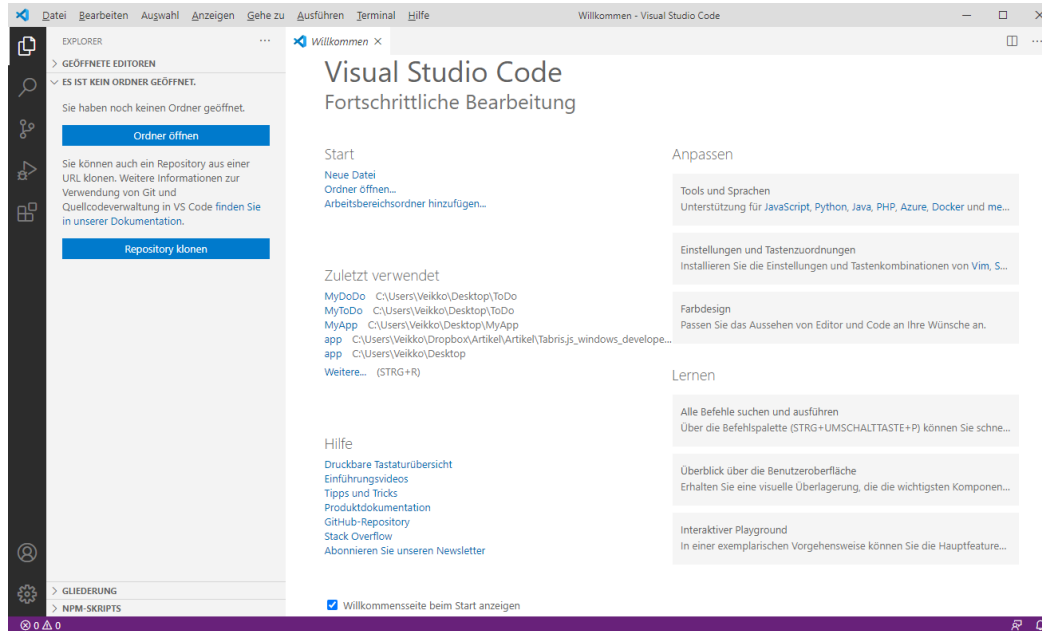 Datei Bearbeiten Auswahl Anzeigen Gehe zu Ausführen Terminal Hilfe
Willkommen - Visual Studio Code
EXPLORER
GEÖFFNETE EDITOREN
ES IST KEIN ORDNER GEÖFFNET.
Sie haben noch keinen Ordner geöffnet.
Ordner öffnen
Sie können auch ein Repository aus einer
URL klonen. Weitere Informationen zur
Verwendung von Git und
Quellcodeverwaltung in VS Code finden Sie
in unserer Dokumentation.
Repository klonen
GLIEDERUNG
NPM-SKRIPTS
0 0
Willkommen
Visual Studio Code
Fortschrittliche Bearbeitung
Start
Neue Datei
Ordner öffnen...
Arbeitsbereichsordner hinzufügen...
Zuletzt verwendet
MyDoDo C:\Users\Veikko\Desktop\ToDo
MyToDo C:\Users\Veikko\Desktop\ToDo
MyApp C:\Users\Veikko\Desktop\MyApp
app C:\Users\Veikko\Dropbox\Artikel\Artikel\Tabris.js_windows_develope...
app C:\Users\Veikko\Desktop
Weitere... (STRG+R)
Hilfe
Druckbare Tastaturübersicht
Einführungsvideos
Tipps und Tricks
Produktdokumentation
GitHub-Repository
Stack Overflow
Abonnieren Sie unseren Newsletter
Willkommensseite beim Start anzeigen
Anpassen
Tools und Sprachen
Unterstützung für JavaScript, Python, Java, PHP, Azure, Docker und me...
Einstellungen und Tastenzuordnungen
Installieren Sie die Einstellungen und Tastenkombinationen von Vim, S...
Farbdesign
Passen Sie das Aussehen von Editor und Code an Ihre Wünsche an.
Lernen
Alle Befehle suchen und ausführen
Über die Befehlspalette (STRG+UMSCHALTTASTE+P) können Sie schne...
Überblick über die Benutzeroberfläche
Erhalten Sie eine visuelle Überlagerung, die die wichtigsten Komponen...
Interaktiver Playground
In einer exemplarischen Vorgehensweise können Sie die Hauptfeature...